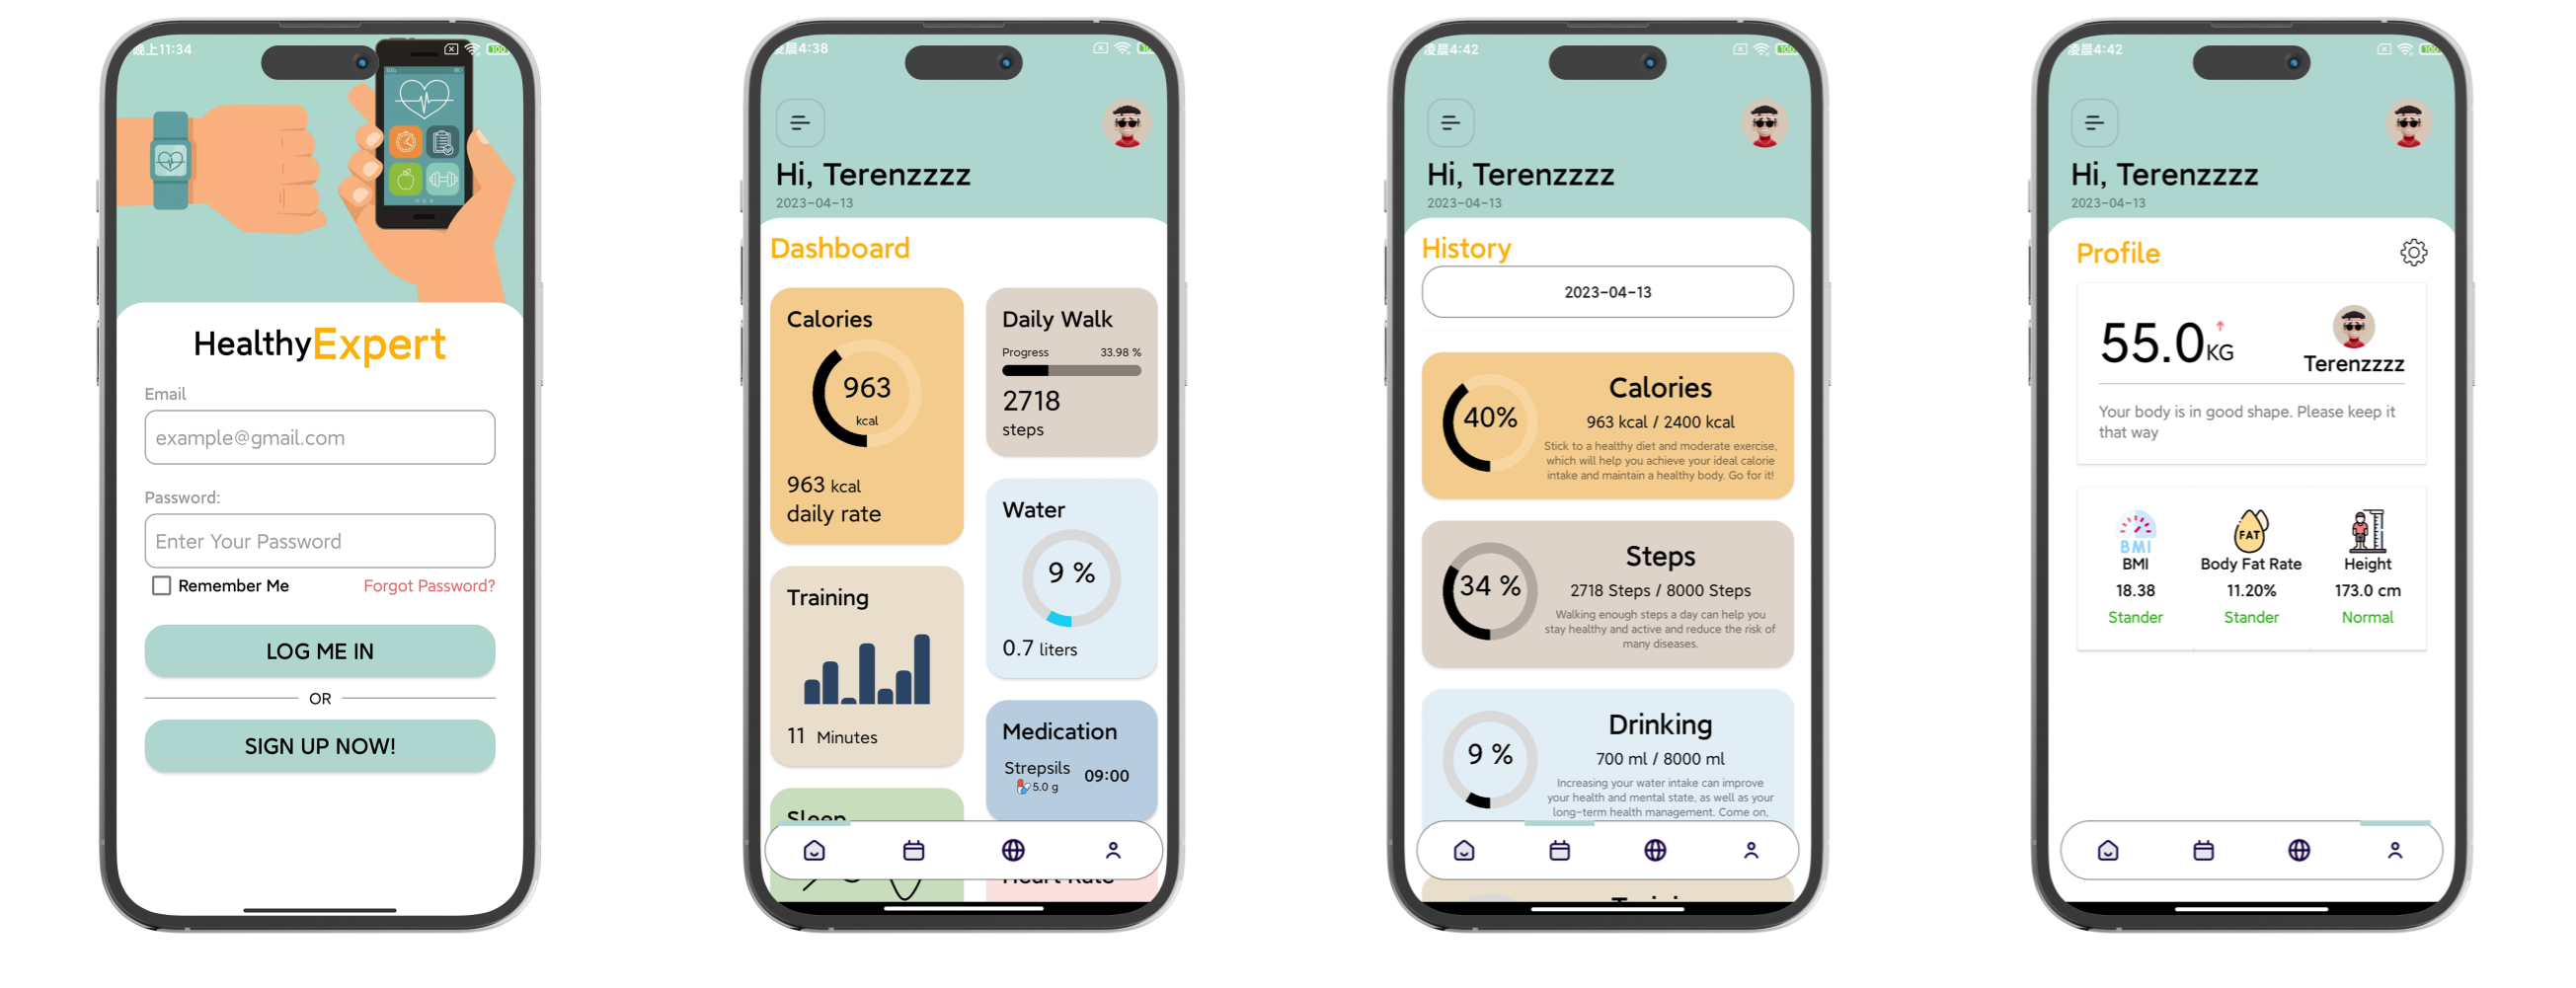 晚上11:34
HealthyExpert
Email
example@gmail.com
Password:
Enter Your Password
Remember Me
Forgot Password?
LOG ME IN
OR
SIGN UP NOW!
凌晨4:38
Hi, Terenzzzz
2023-04-13
Dashboard
Calories
963
kcal
963 kcal
daily rate
Daily Walk
Progress 33.98 %
2718
steps
Water
9 %
0.7 liters
Training
11 Minutes
Medication
Strepsils
5.0 g
09:00
Sleep
Heart Rate
凌晨4:42
Hi, Terenzzzz
2023-04-13
History
2023-04-13
40%
Calories
963 kcal / 2400 kcal
Stick to a healthy diet and moderate exercise,
which will help you achieve your ideal calorie
intake and maintain a healthy body. Go for it!
34 %
Steps
2718 Steps / 8000 Steps
Walking enough steps a day can help you
stay healthy and active and reduce the risk of
many diseases.
9 %
Drinking
700 ml / 8000 ml
Increasing your water intake can improve
your health and mental state, as well as your
long-term health management. Come on,
凌晨4:42
Hi, Terenzzzz
2023-04-13
Profile
55.0KG
Terenzzzz
Your body is in good shape. Please keep it
that way
BMI
BMI
18.38
Stander
FAT
Body Fat Rate
11.20%
Stander
Height
173.0 cm
Normal